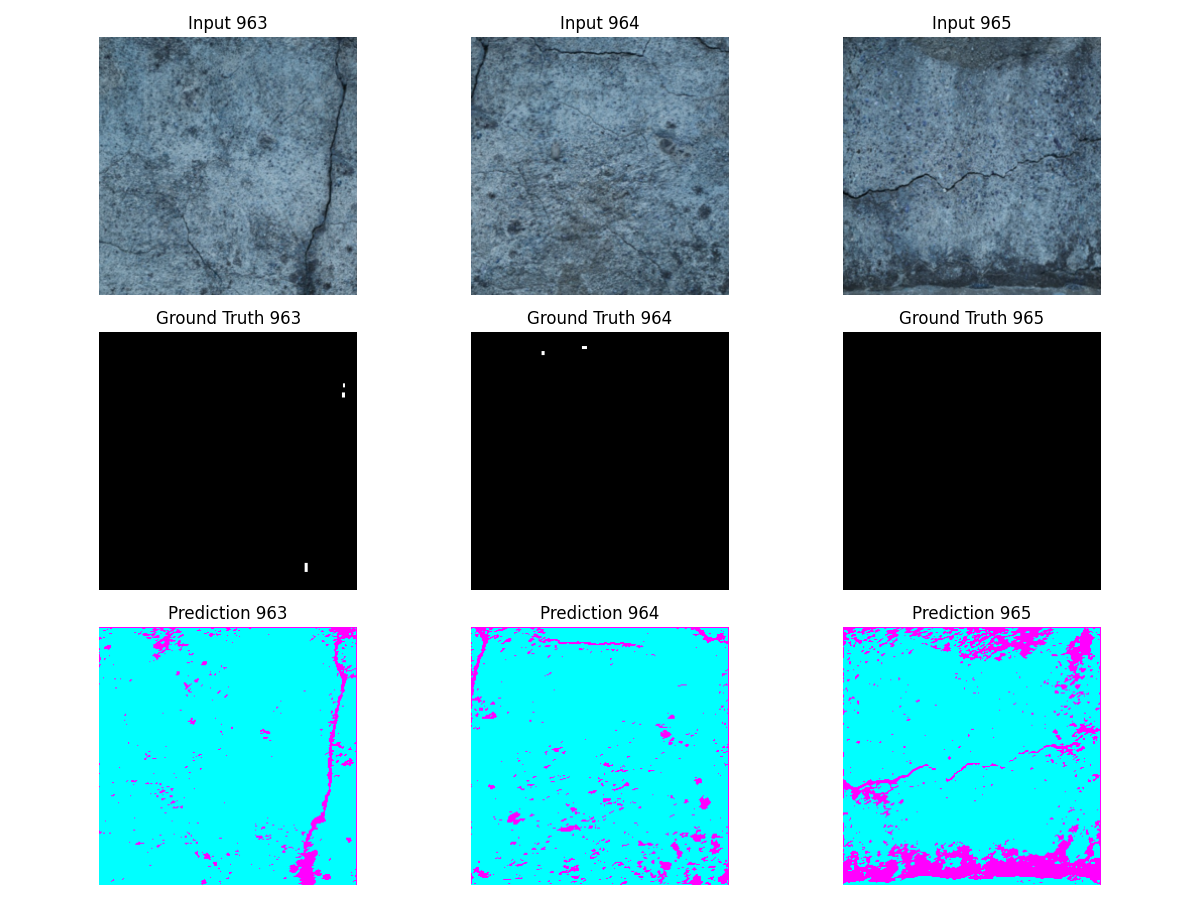 Input 963
Input 964
Input 965
Ground Truth 963
Ground Truth 964
Ground Truth 965
Prediction 963
Prediction 964
Prediction 965